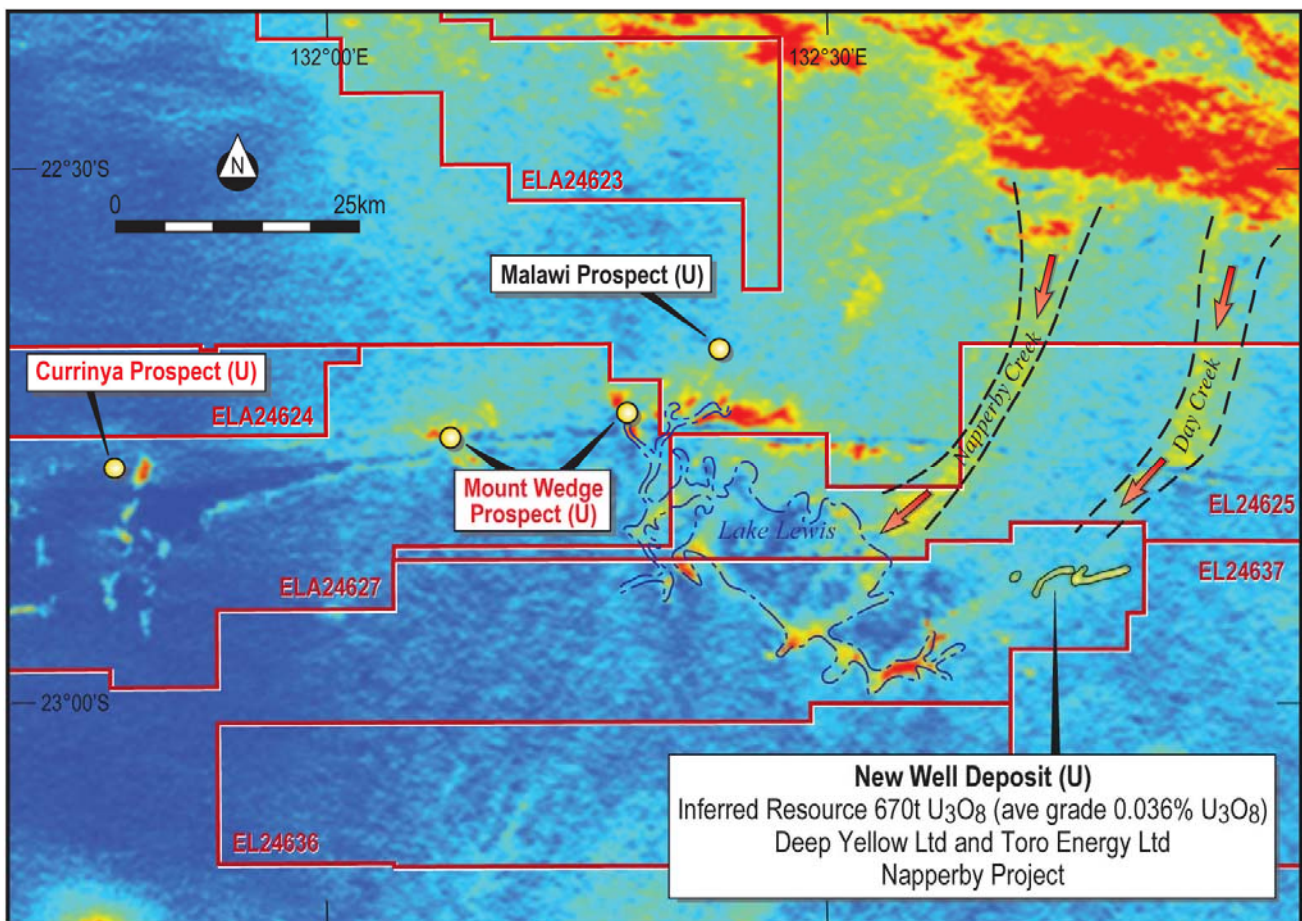 132°00'E
132°30'E
22°30'S
N
0
25km
ELA24623
Malawi Prospect (U)
Currinya Prospect (U)
ELA24624
Mount Wedge
Prospect (U)
Napperby Creek
Day Creek
Lake Lewis
EL24625
EL24637
ELA24627
23°00'S
EL24636
New Well Deposit (U)
Inferred Resource 670t U₃O₈ (ave grade 0.036% U₃O₈)
Deep Yellow Ltd and Toro Energy Ltd
Napperby Project